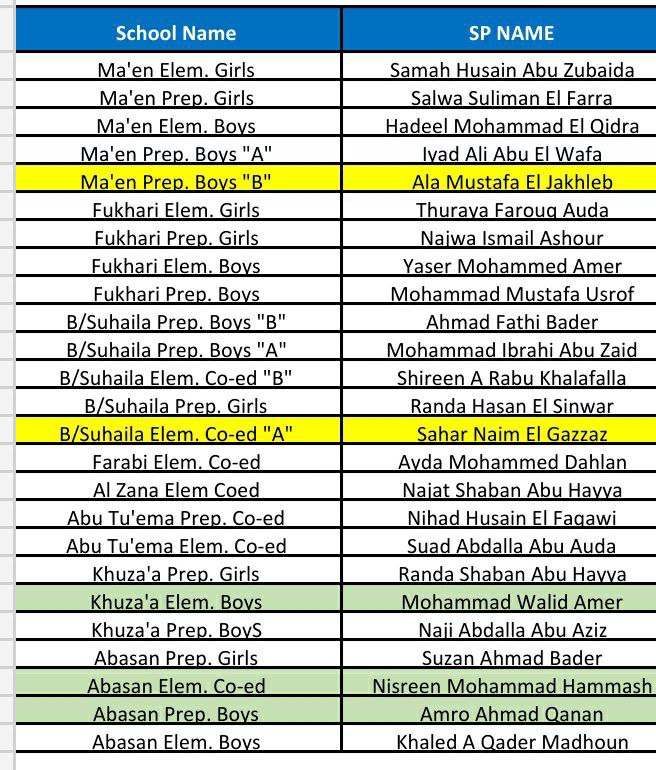 School Name SP NAME
Ma'en Elem. Girls Samah Husain Abu Zubaida
Ma'en Prep. Girls Salwa Suliman El Farra
Ma'en Elem. Boys Hadeel Mohammad El Qidra
Ma'en Prep. Boys "A" Iyad Ali Abu El Wafa
Ma'en Prep. Boys "B" Ala Mustafa El Jakhleb
Fukhari Elem. Girls Thuraya Farouq Auda
Fukhari Prep. Girls Najwa Ismail Ashour
Fukhari Elem. Boys Yaser Mohammed Amer
Fukhari Prep. Boys Mohammad Mustafa Usrof
B/Suhaila Prep. Boys "B" Ahmad Fathi Bader
B/Suhaila Prep. Boys "A" Mohammad Ibrahi Abu Zaid
B/Suhaila Elem. Co-ed "B" Shireen A Rabu Khalafalla
B/Suhaila Prep. Girls Randa Hasan El Sinwar
B/Suhaila Elem. Co-ed "A" Sahar Naim El Gazzaz
Farabi Elem. Co-ed Ayda Mohammed Dahlan
Al Zana Elem Coed Najat Shaban Abu Hayya
Abu Tu'ema Prep. Co-ed Nihad Husain El Faqawi
Abu Tu'ema Elem. Co-ed Suad Abdalla Abu Auda
Khuza'a Prep. Girls Randa Shaban Abu Hayya
Khuza'a Elem. Boys Mohammad Walid Amer
Khuza'a Prep. BoyS Naji Abdalla Abu Aziz
Abasan Prep. Girls Suzan Ahmad Bader
Abasan Elem. Co-ed Nisreen Mohammad Hammash
Abasan Prep. Boys Amro Ahmad Qanan
Abasan Elem. Boys Khaled A Qader Madhoun